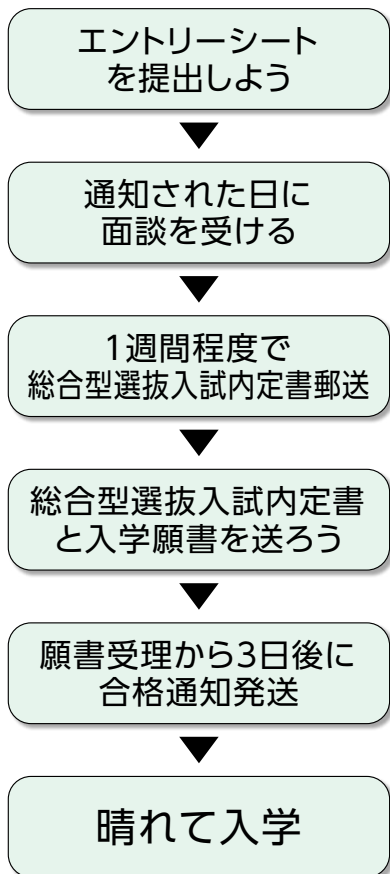 エントリーシート
を提出しよう
通知された日に
面談を受ける
1週間程度で
総合型選抜入試内定書郵送
総合型選抜入試内定書
と入学願書を送ろう
願書受理から3日後に
合格通知発送
晴れて入学